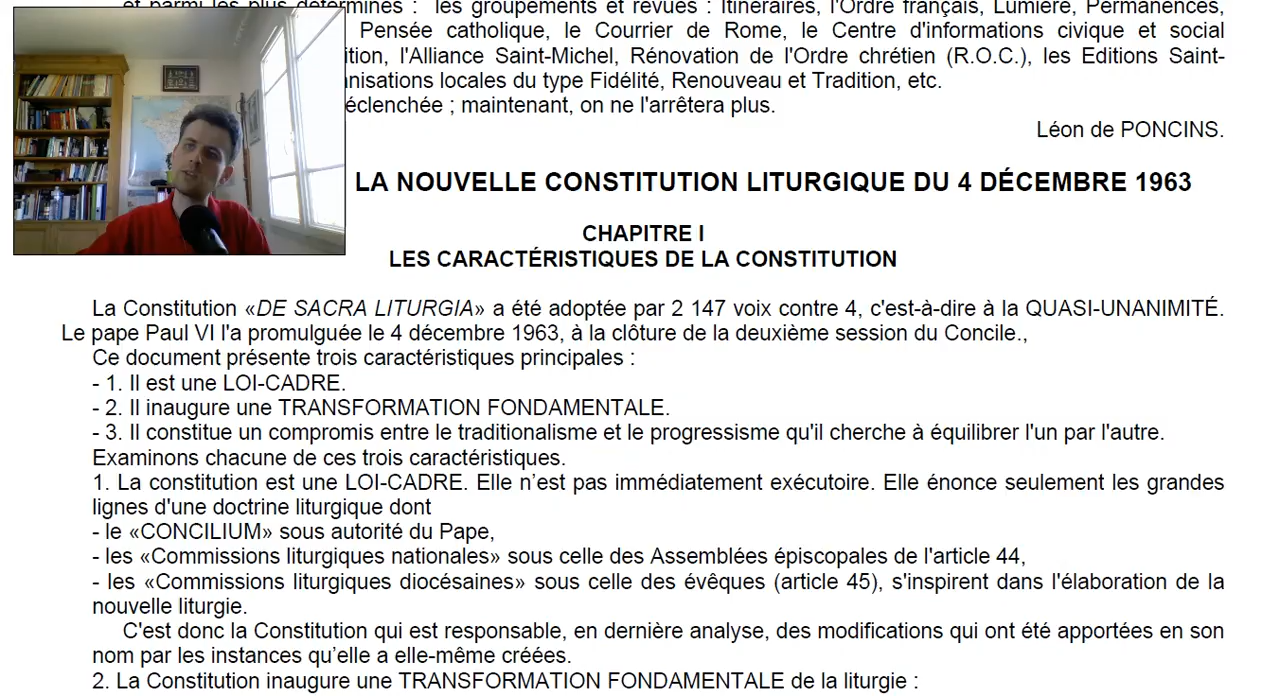 et parmi les plus déterminés : les groupements et revues : Itinéraires, l'Ordre français, Lumière, Permanences,
Pensée catholique, le Courrier de Rome, le Centre d'informations civique et social
ition, l'Alliance Saint-Michel, Rénovation de l'Ordre chrétien (R.O.C.), les Editions Saint-
nisations locales du type Fidélité, Renouveau et Tradition, etc.
éclenchée ; maintenant, on ne l'arrêtera plus.
Léon de PONCINS.
LA NOUVELLE CONSTITUTION LITURGIQUE DU 4 DÉCEMBRE 1963
CHAPITRE I
LES CARACTÉRISTIQUES DE LA CONSTITUTION
La Constitution «DE SACRA LITURGIA» a été adoptée par 2 147 voix contre 4, c'est-à-dire à la QUASI-UNANIMITÉ.
Le pape Paul VI l'a promulguée le 4 décembre 1963, à la clôture de la deuxième session du Concile.,
Ce document présente trois caractéristiques principales :
- 1. Il est une LOI-CADRE.
- 2. Il inaugure une TRANSFORMATION FONDAMENTALE.
- 3. Il constitue un compromis entre le traditionalisme et le progressisme qu'il cherche à équilibrer l'un par l'autre.
Examinons chacune de ces trois caractéristiques.
1. La constitution est une LOI-CADRE. Elle n’est pas immédiatement exécutoire. Elle énonce seulement les grandes
lignes d'une doctrine liturgique dont
- le «CONCILIUM» sous autorité du Pape,
- les «Commissions liturgiques nationales» sous celle des Assemblées épiscopales de l'article 44,
- les «Commissions liturgiques diocésaines» sous celle des évêques (article 45), s'inspirent dans l'élaboration de la
nouvelle liturgie.
C'est donc la Constitution qui est responsable, en dernière analyse, des modifications qui ont été apportées en son
nom par les instances qu’elle a elle-même créées.
2. La Constitution inaugure une TRANSFORMATION FONDAMENTALE de la liturgie :